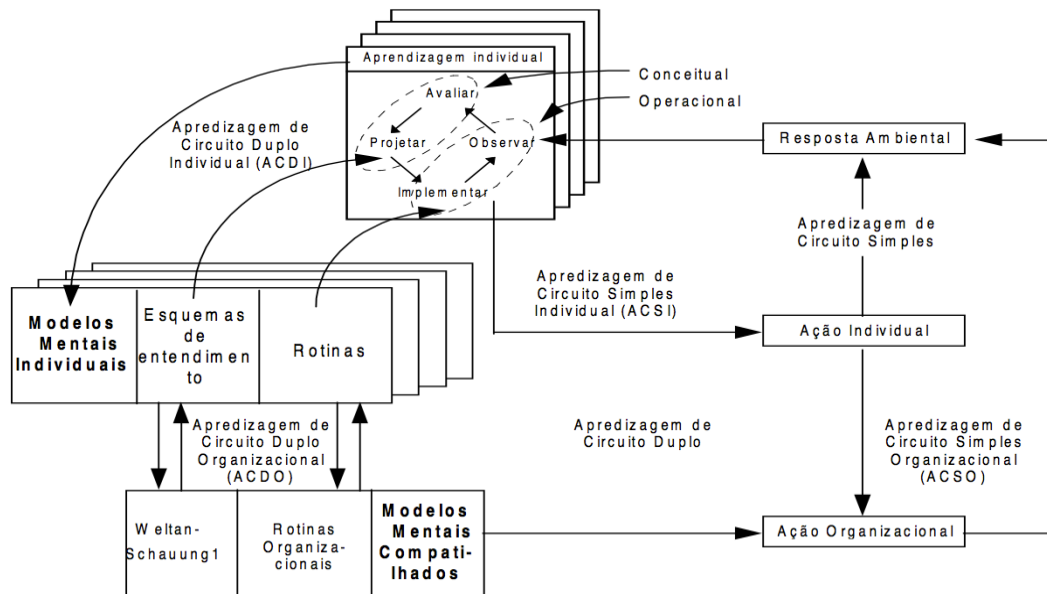 Aprendizagem individual
Avaliar
Projetar
Observar
Implementar
Conceitual
Operacional
Apredizagem de
Circuito Duplo
Individual (ACDI)
Resposta Ambiental
Apredizagem de
Circuito Simples
Apredizagem de
Circuito Simples
Individual (ACSI)
Ação Individual
Modelos
Mentais
Individuais
Esquemas
de
entendimen
to
Rotinas
Apredizagem de
Circuito Duplo
Organizacional
(ACDO)
Apredizagem de
Circuito Duplo
Apredizagem de
Circuito Simples
Organizacional
(ACSO)
Weltan-
Schauung1
Rotinas
Organiza-
cionais
Modelos
Mentais
Compati-
lhados
Ação Organizacional